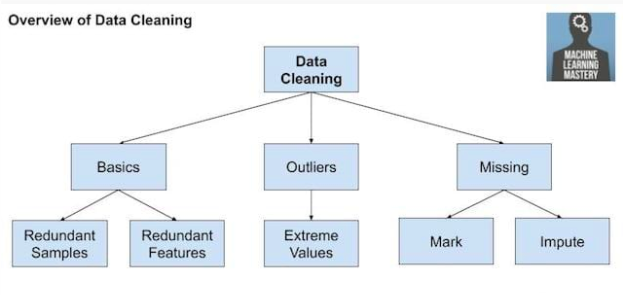 Overview of Data Cleaning
MACHINE
LEARNING
MASTERY
Data
Cleaning
Basics
Outliers
Missing
Redundant
Samples
Redundant
Features
Extreme
Values
Mark
Impute